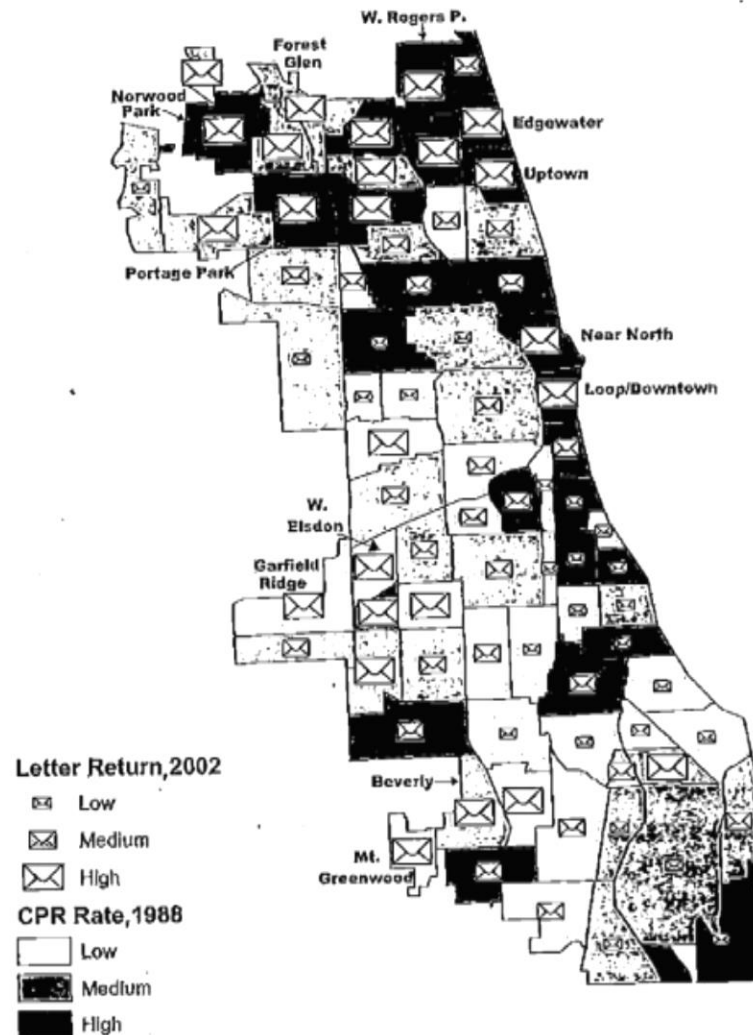 W. Rogers P.
Forest
Glen
Norwood
Park
Edgewater
Uptown
Portage Park
Near North
Loop/Downtown
W.
Elsdon
Garfield
Ridge
Beverly
Mt.
Greenwood
Letter Return,2002
Low
Medium
High
CPR Rate,1988
Low
Medium
High